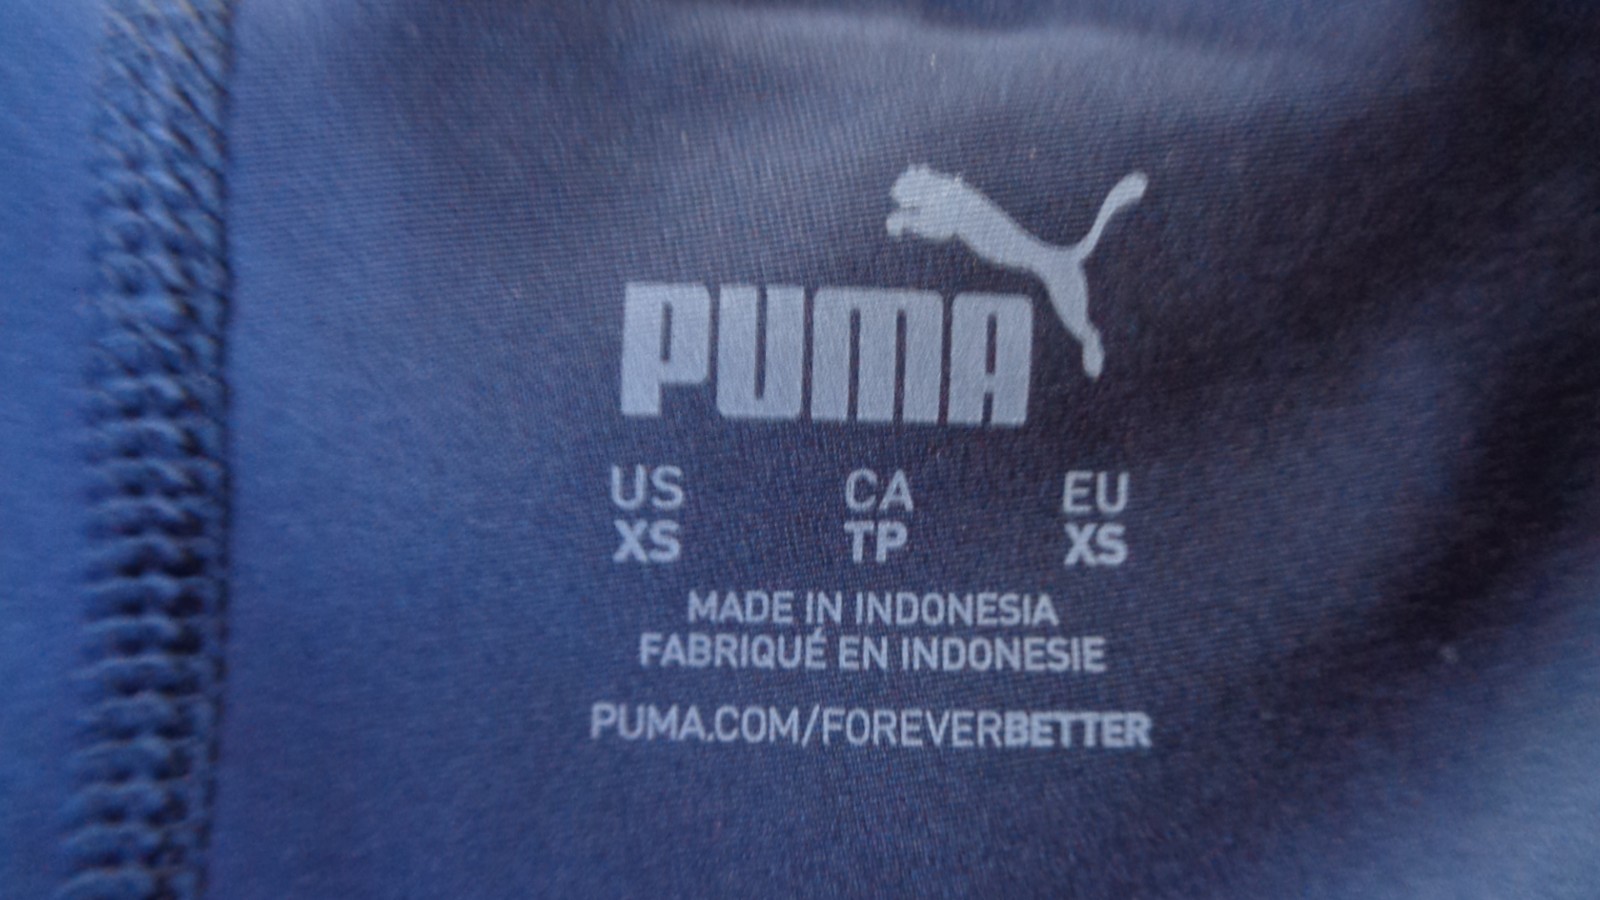 PUMA
US CA EU
XS TP XS
MADE IN INDONESIA
FABRIQUÉ EN INDONESIE
PUMA.COM/FOREVERBETTER